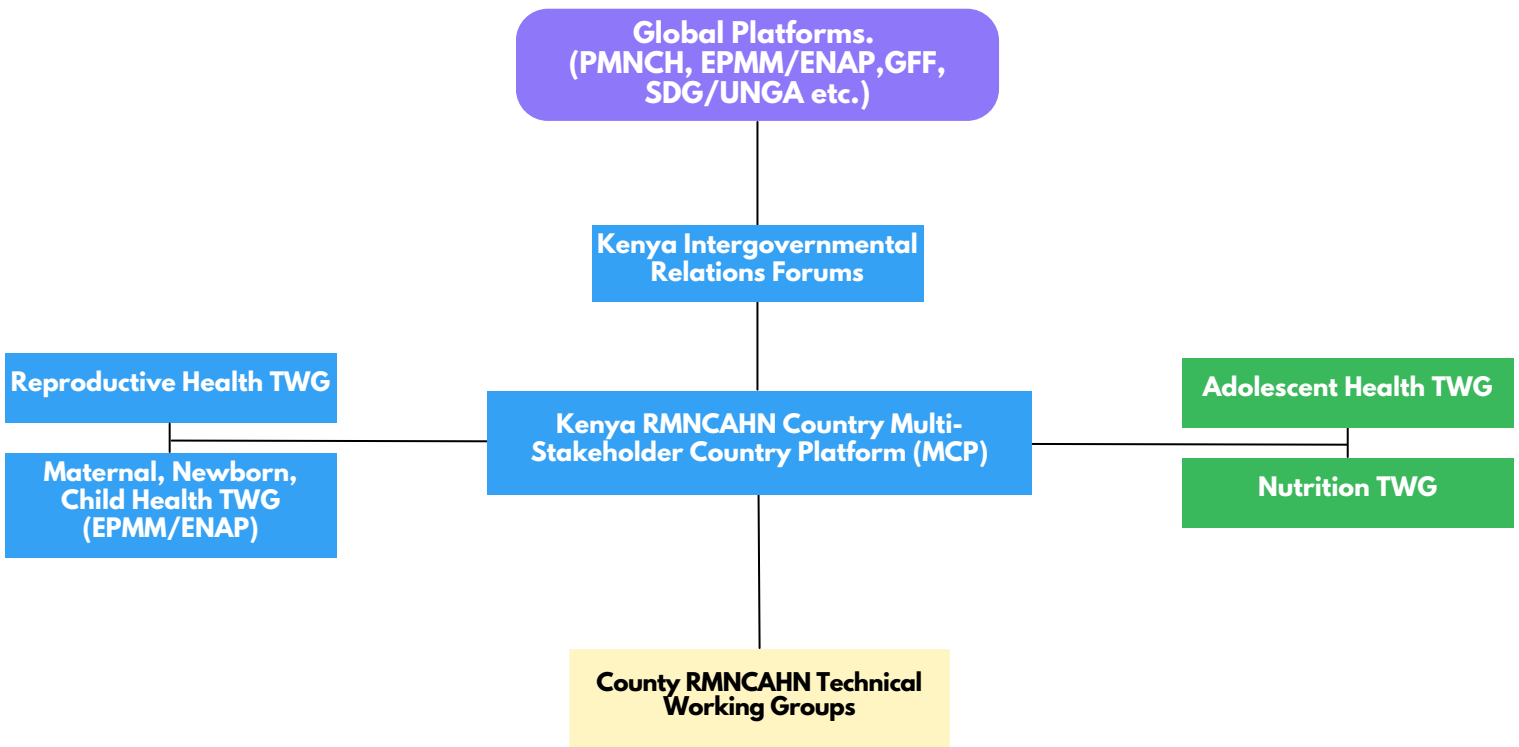 Global Platforms.
(PMNCH, EPMM/ENAP,GFF,
SDG/UNGA etc.)
Kenya Intergovernmental
Relations Forums
Reproductive Health TWG
Adolescent Health TWG
Kenya RMNCAHN Country Multi-
Stakeholder Country Platform (MCP)
Maternal, Newborn,
Child Health TWG
(EPMM/ENAP)
Nutrition TWG
County RMNCAHN Technical
Working Groups